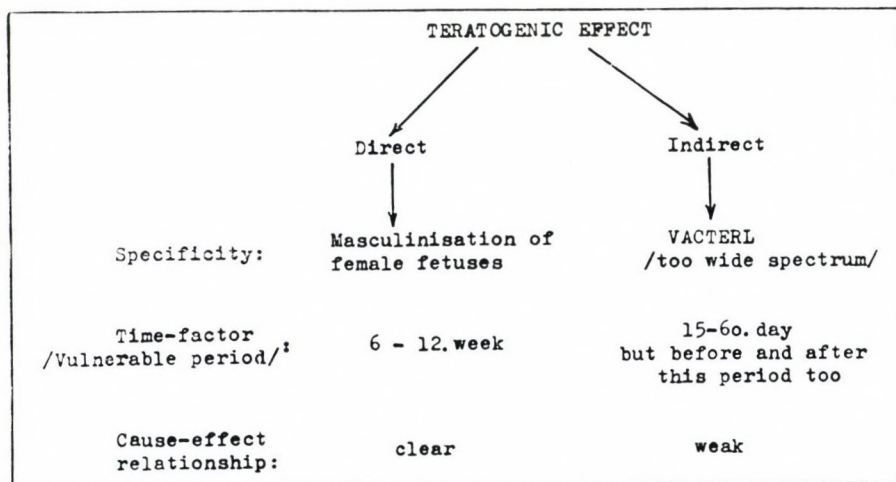 TERATOGENIC EFFECT
Direct Indirect
Specificity: Masculinisation of female fetuses VACTERL /too wide spectrum/
Time-factor /Vulnerable period/: 6 - 12. week 15-6o. day but before and after this period too
Cause-effect relationship: clear weak